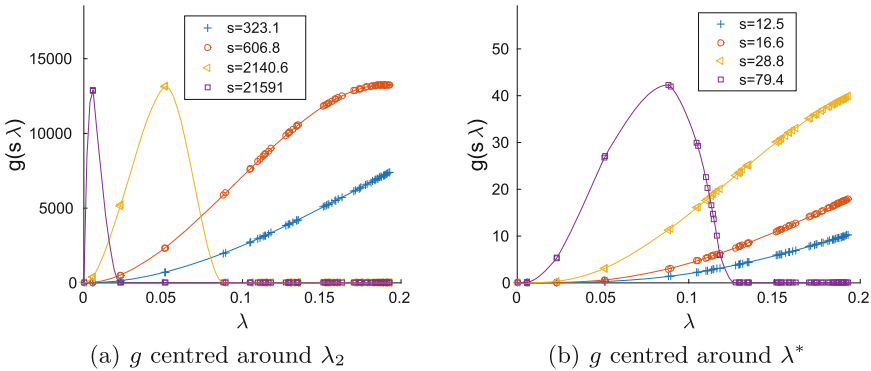 15000
10000
5000
0
g(s λ)
s=323.1
s=606.8
s=2140.6
s=21591
0
0.05
0.1
0.15
0.2
λ
(a) g centred around λ₂
50
40
30
20
10
0
g(s λ)
s=12.5
s=16.6
s=28.8
s=79.4
0
0.05
0.1
0.15
0.2
λ
(b) g centred around λ*